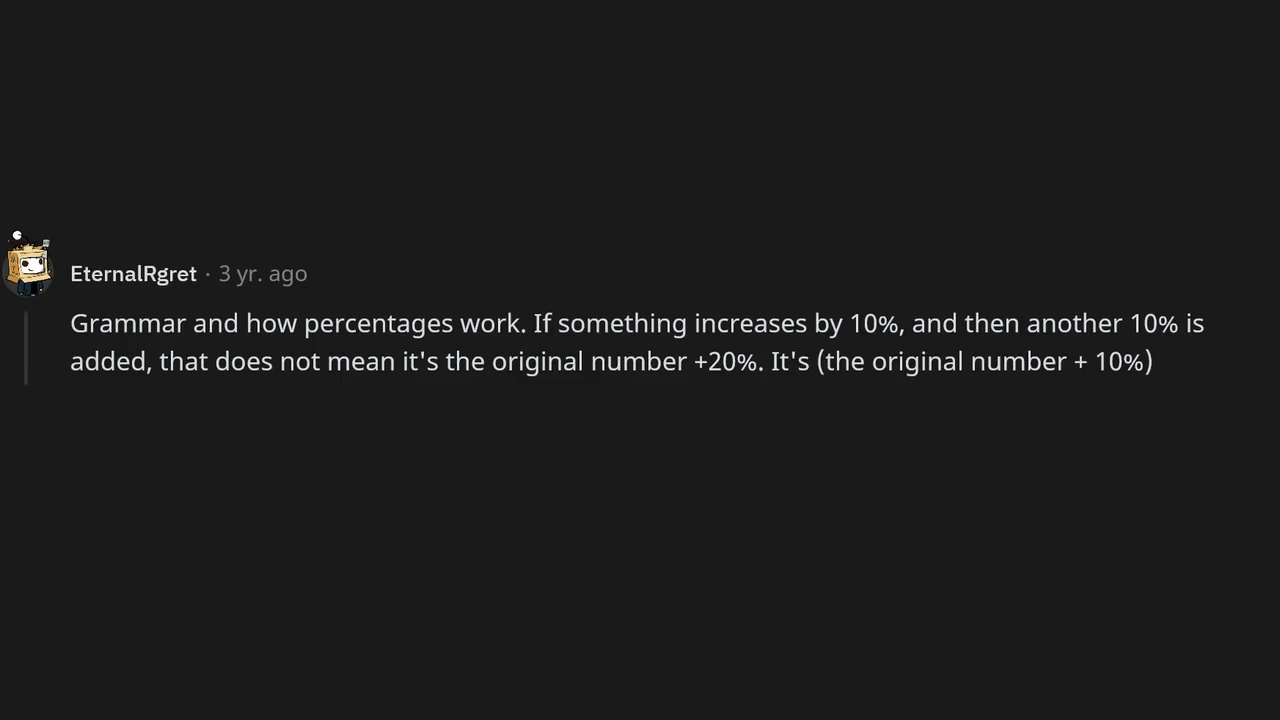 EternalRgret · 3 yr. ago
Grammar and how percentages work. If something increases by 10%, and then another 10% is
added, that does not mean it's the original number +20%. It's (the original number + 10%)